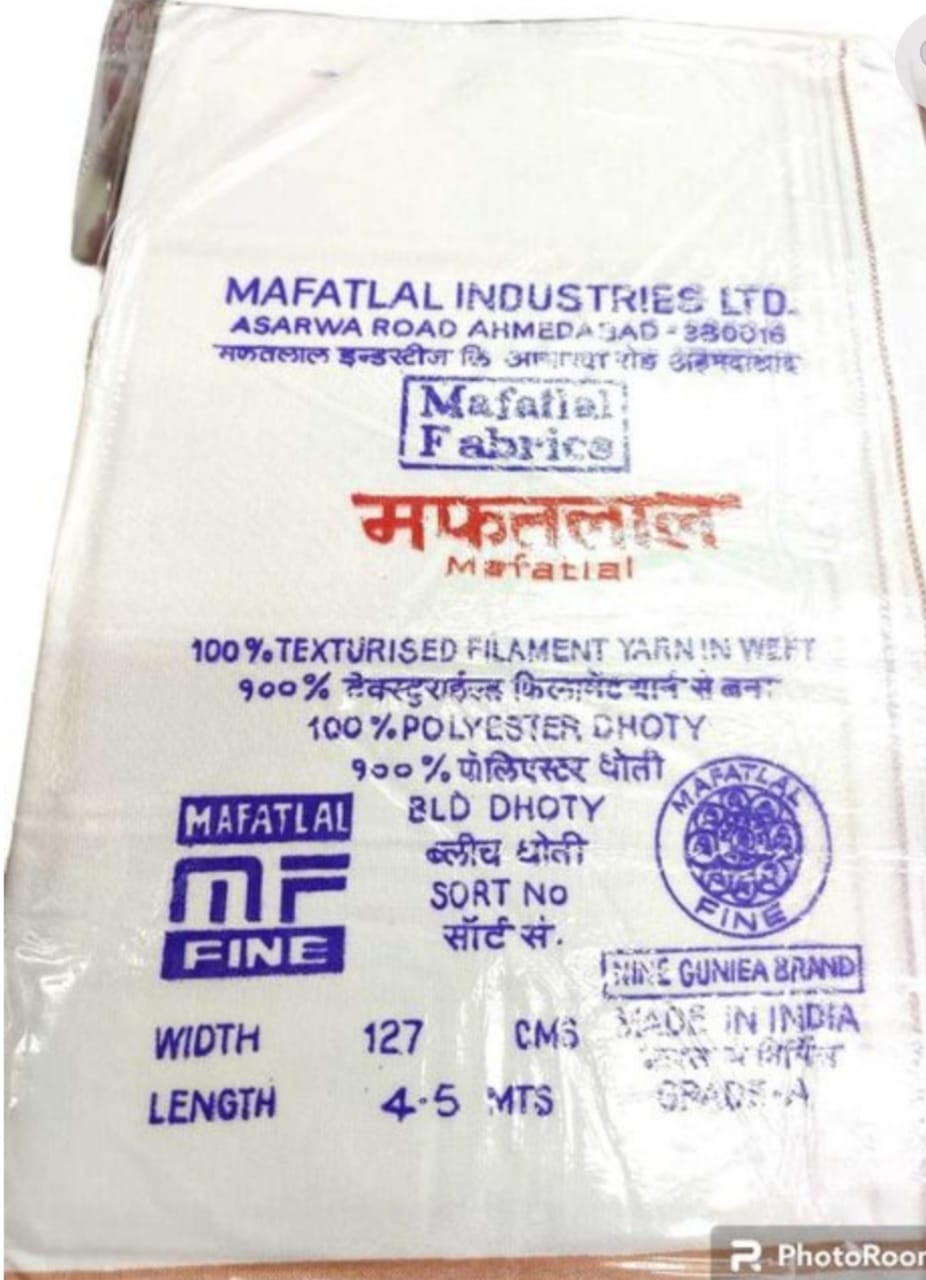 MAFATLAL INDUSTRIES LTD.
ASARWA ROAD AHMEDABAD - 380016
मफतलाल इन्डस्टीज लि रोड अहमदाबाद
Mafatlal
Fabrics
मफतलाल
Mafatlal
100% TEXTURISED FILAMENT YARN IN WEFT
१००% टैक्स्टुराईज्ड फिलामेंट यार्न से बना
100% POLYESTER DHOTY
१००% पोलिएस्टर धोती
BLD DHOTY
ब्लीच धोती
SORT No
सॉर्ट सं.
MAFATLAL
MF
FINE
MAFATLAL
FINE
NINE GUNIEA BRAND
MADE IN INDIA
भारत में निर्मित
GRADE-A
WIDTH 127 CMS
LENGTH 4.5 MTS
PhotoRoom